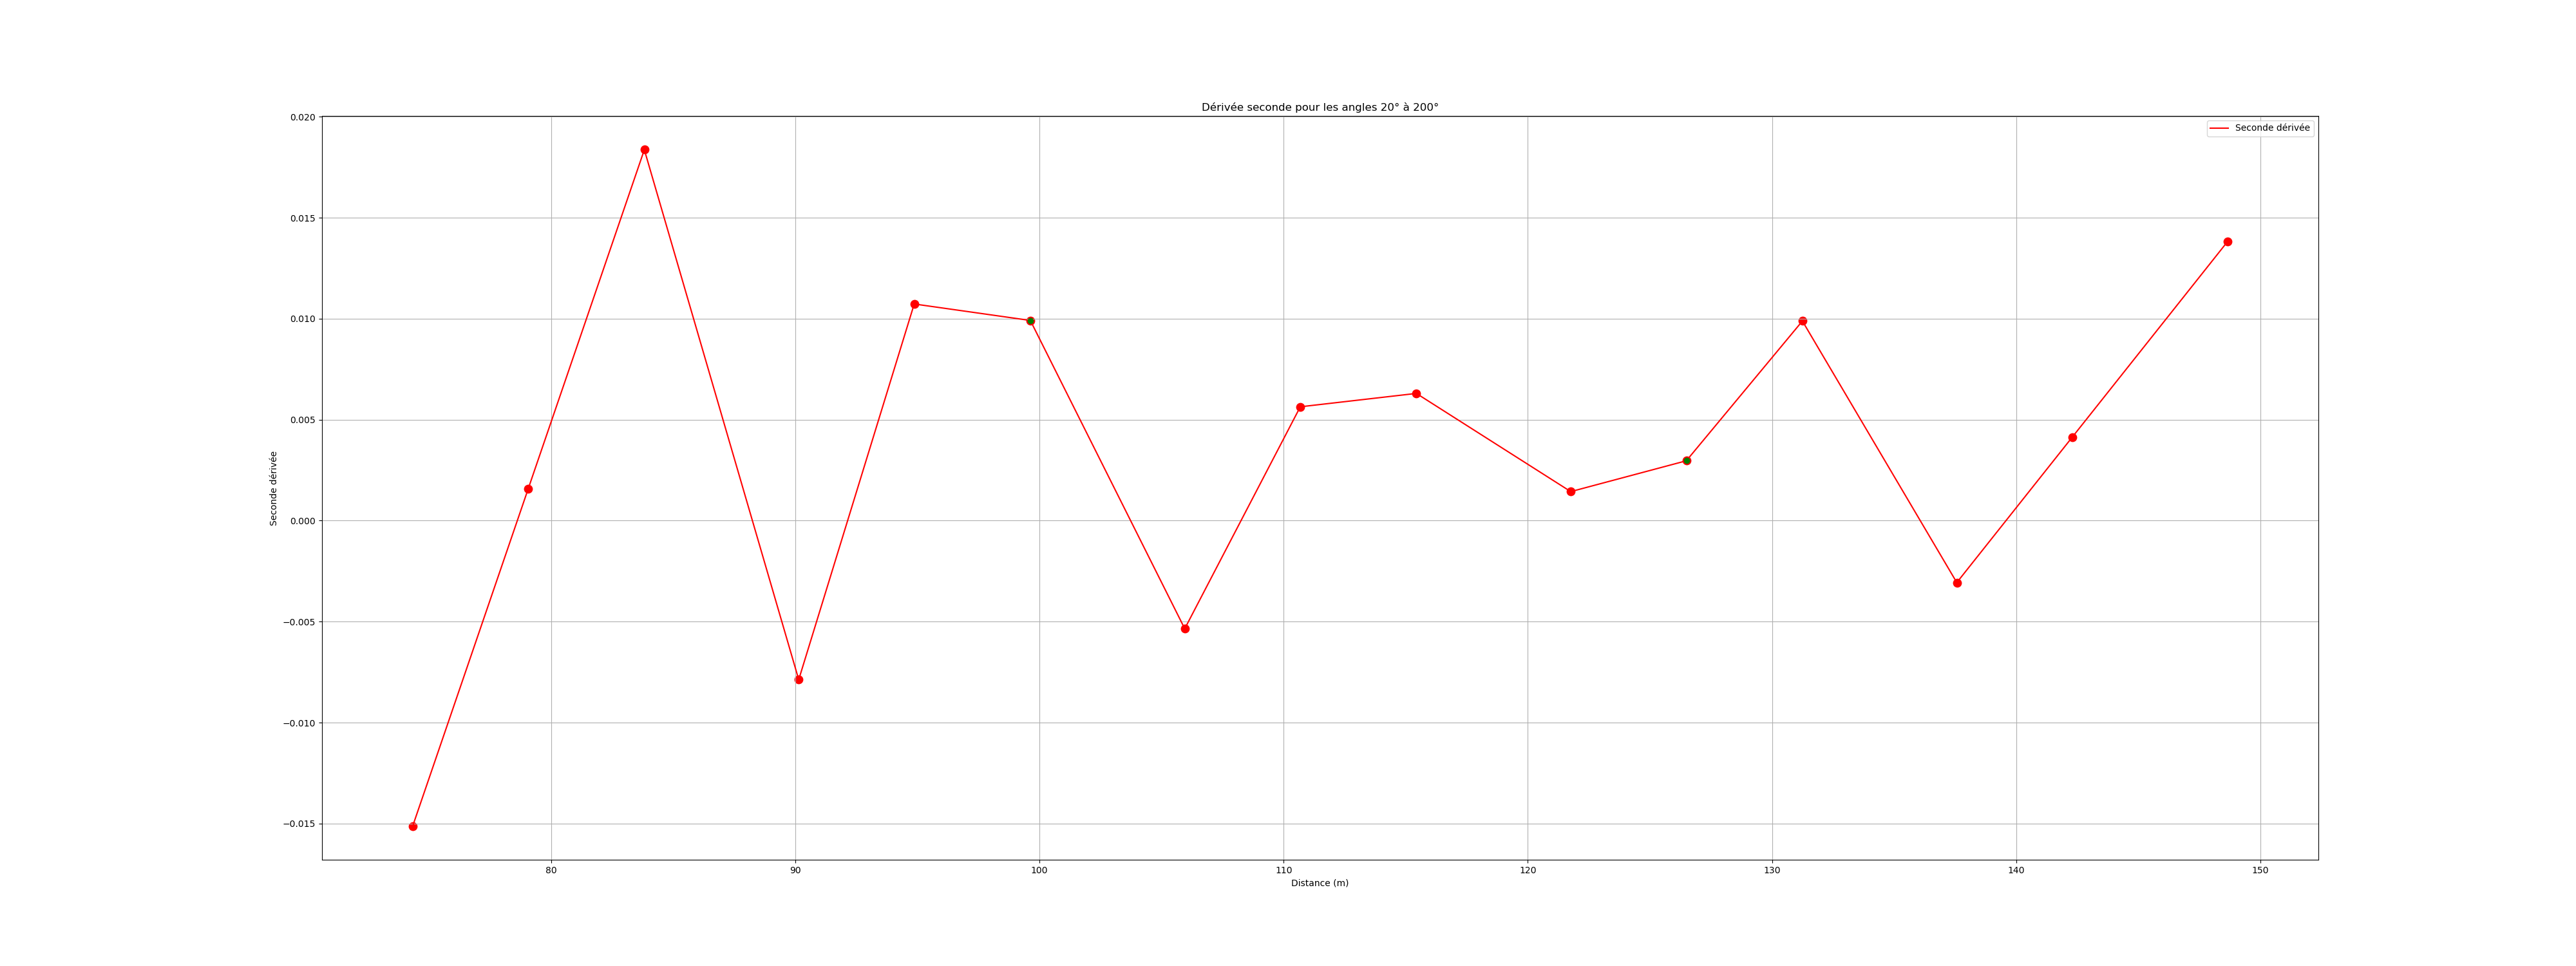 Dérivée seconde pour les angles 20° à 200°
Seconde dérivée
0.020
0.015
0.010
0.005
0.000
−0.005
−0.010
−0.015
Seconde dérivée
80 90 100 110 120 130 140 150
Distance (m)